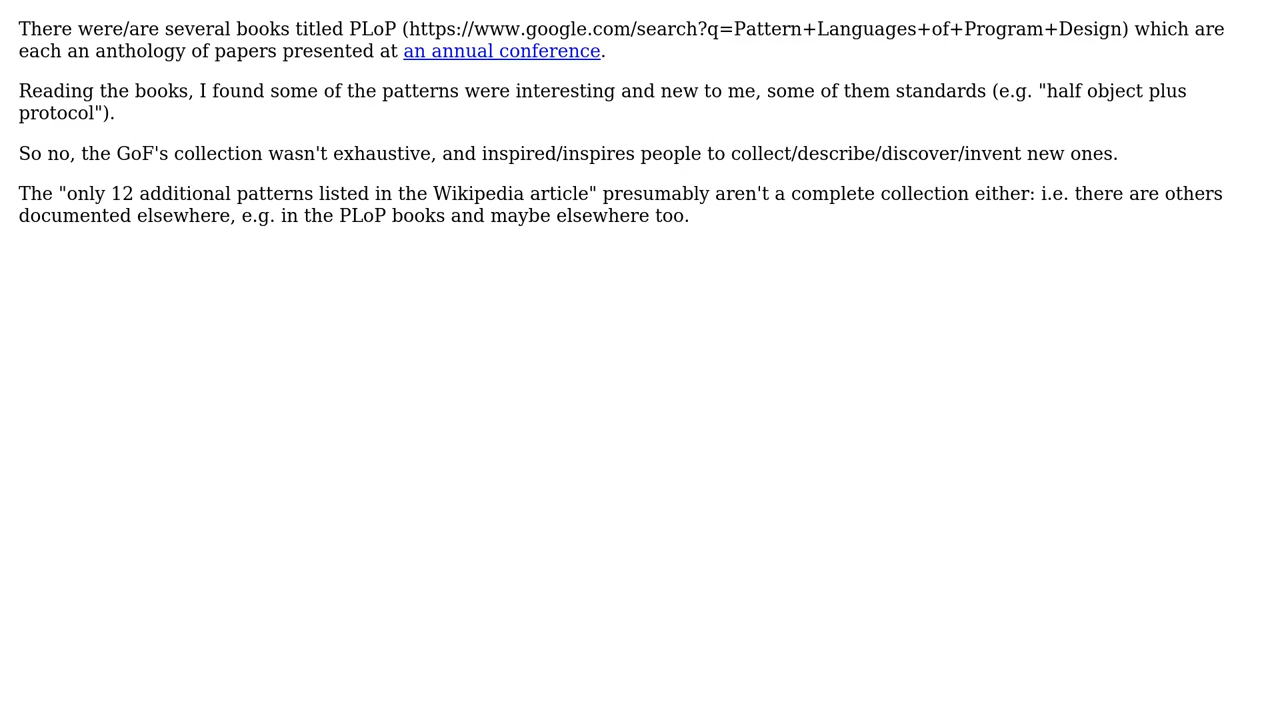 There were/are several books titled PLoP (https://www.google.com/search?q=Pattern+Languages+of+Program+Design) which are
each an anthology of papers presented at an annual conference.
Reading the books, I found some of the patterns were interesting and new to me, some of them standards (e.g. "half object plus
protocol").
So no, the GoF's collection wasn't exhaustive, and inspired/inspires people to collect/describe/discover/invent new ones.
The "only 12 additional patterns listed in the Wikipedia article" presumably aren't a complete collection either: i.e. there are others
documented elsewhere, e.g. in the PLoP books and maybe elsewhere too.